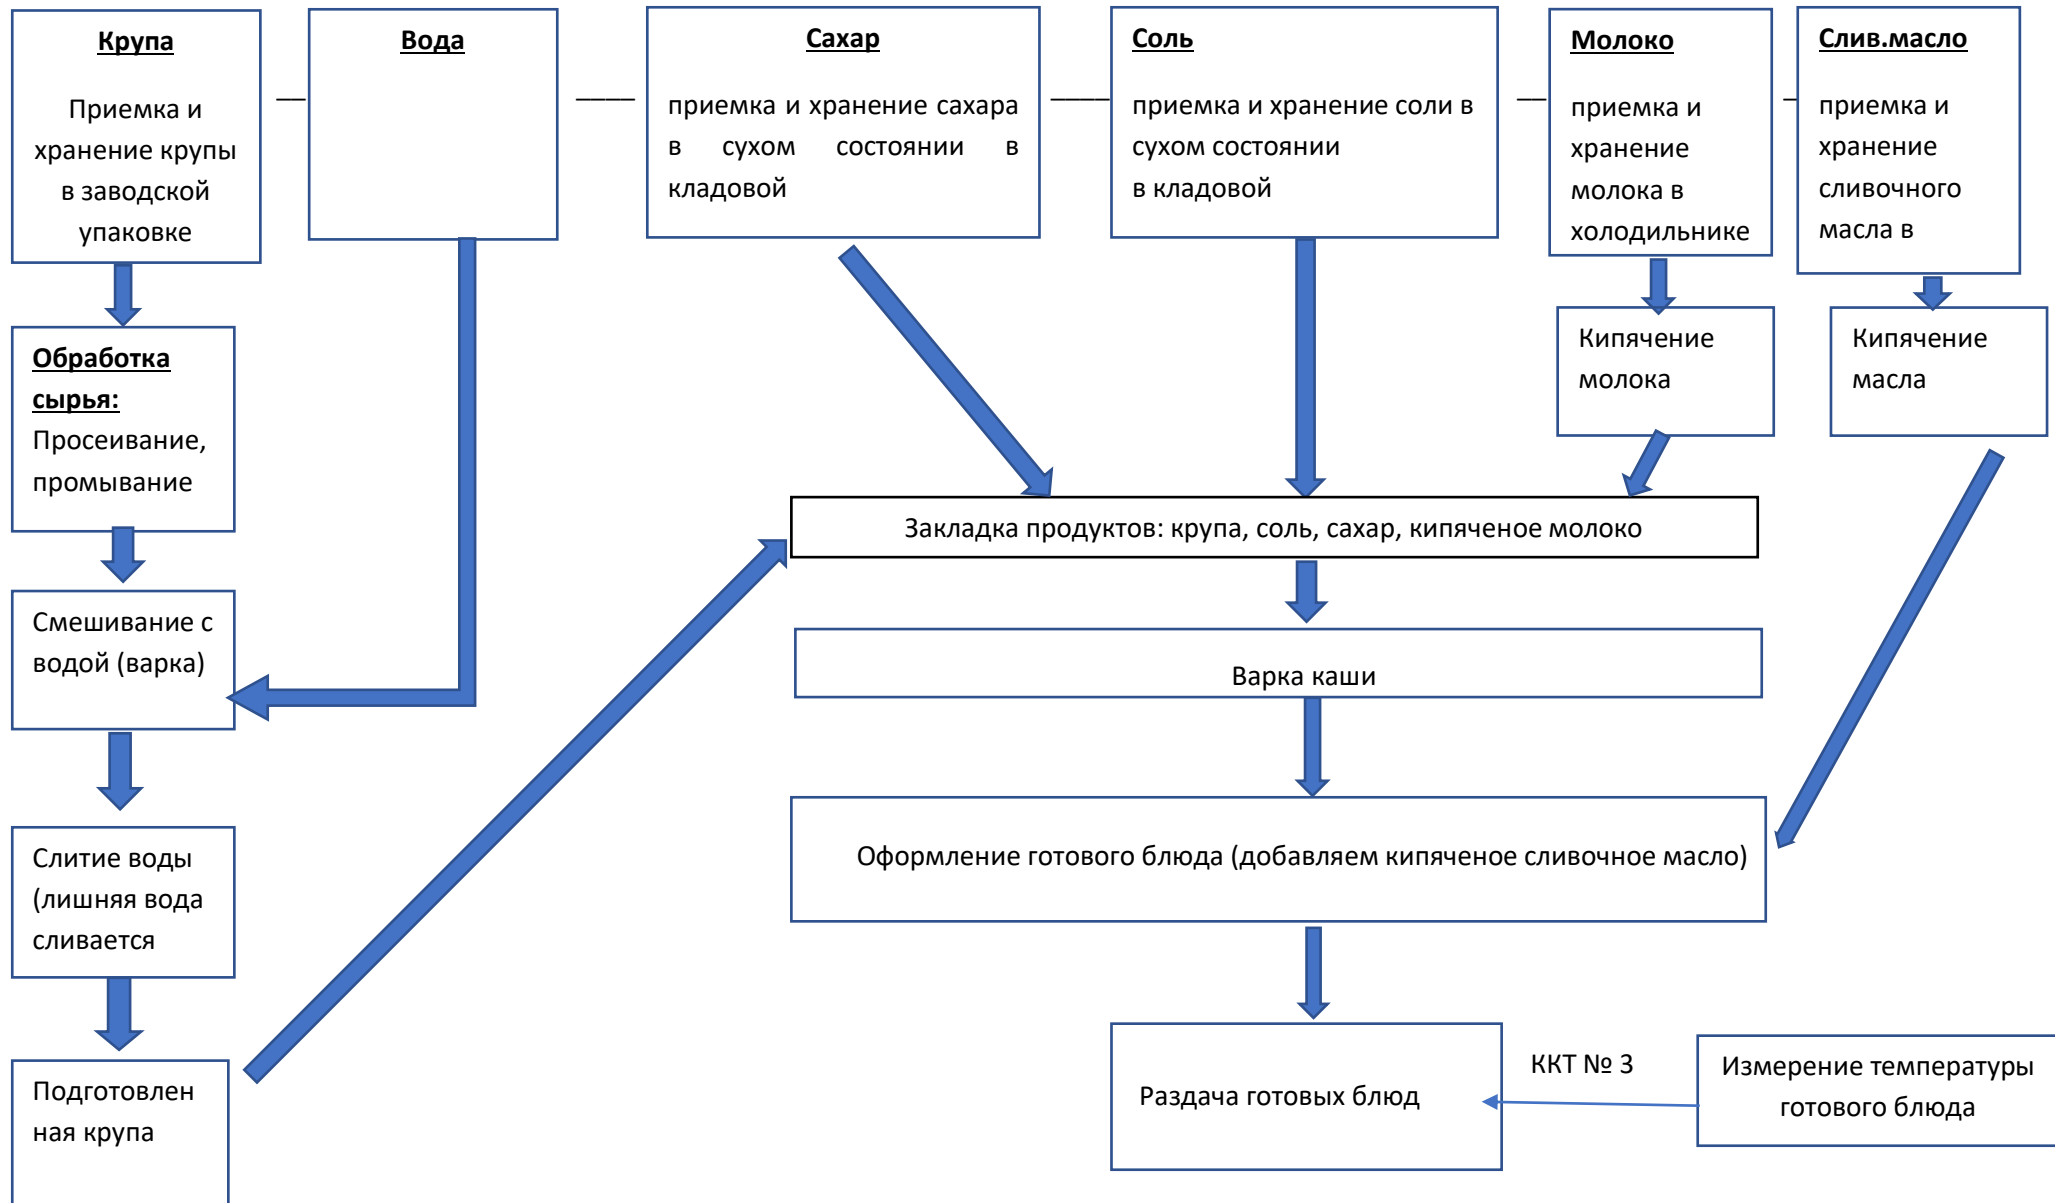 Крупа
Приемка и
хранение крупы
в заводской
упаковке
Вода
Сахар
приемка и хранение сахара
в сухом состоянии в
кладовой
Соль
приемка и хранение соли в
сухом состоянии
в кладовой
Молоко
приемка и
хранение
молока в
холодильнике
Слив.масло
приемка и
хранение
сливочного
масла в
Обработка
сырья:
Просеивание,
промывание
Кипячение
молока
Кипячение
масла
Закладка продуктов: крупа, соль, сахар, кипяченое молоко
Смешивание с
водой (варка)
Варка каши
Слитие воды
(лишняя вода
сливается
Оформление готового блюда (добавляем кипяченое сливочное масло)
Подготовлен
ная крупа
Раздача готовых блюд
ККТ № 3
Измерение температуры
готового блюда